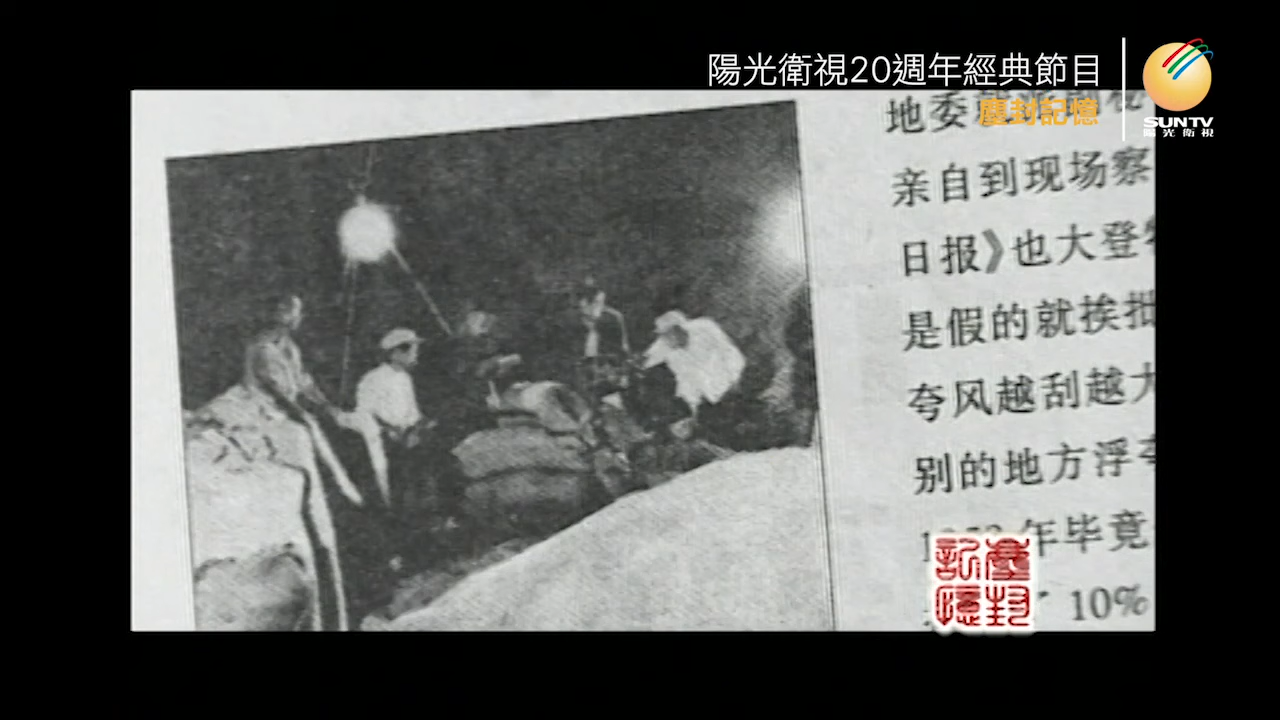 陽光衛視20週年經典節目
塵封記憶
SUNTV
陽光衛視
地委
亲自到现场察
日报》也大登
是假的就挨批
夸风越刮越大
别的地方浮夸
年毕竟
10%
塵封
記憶